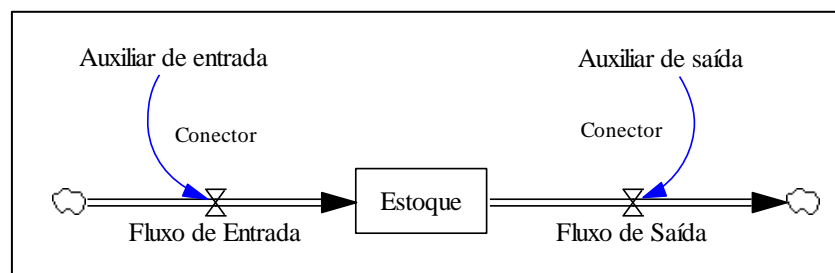 Auxiliar de entrada
Auxiliar de saída
Conector
Conector
Estoque
Fluxo de Entrada
Fluxo de Saída